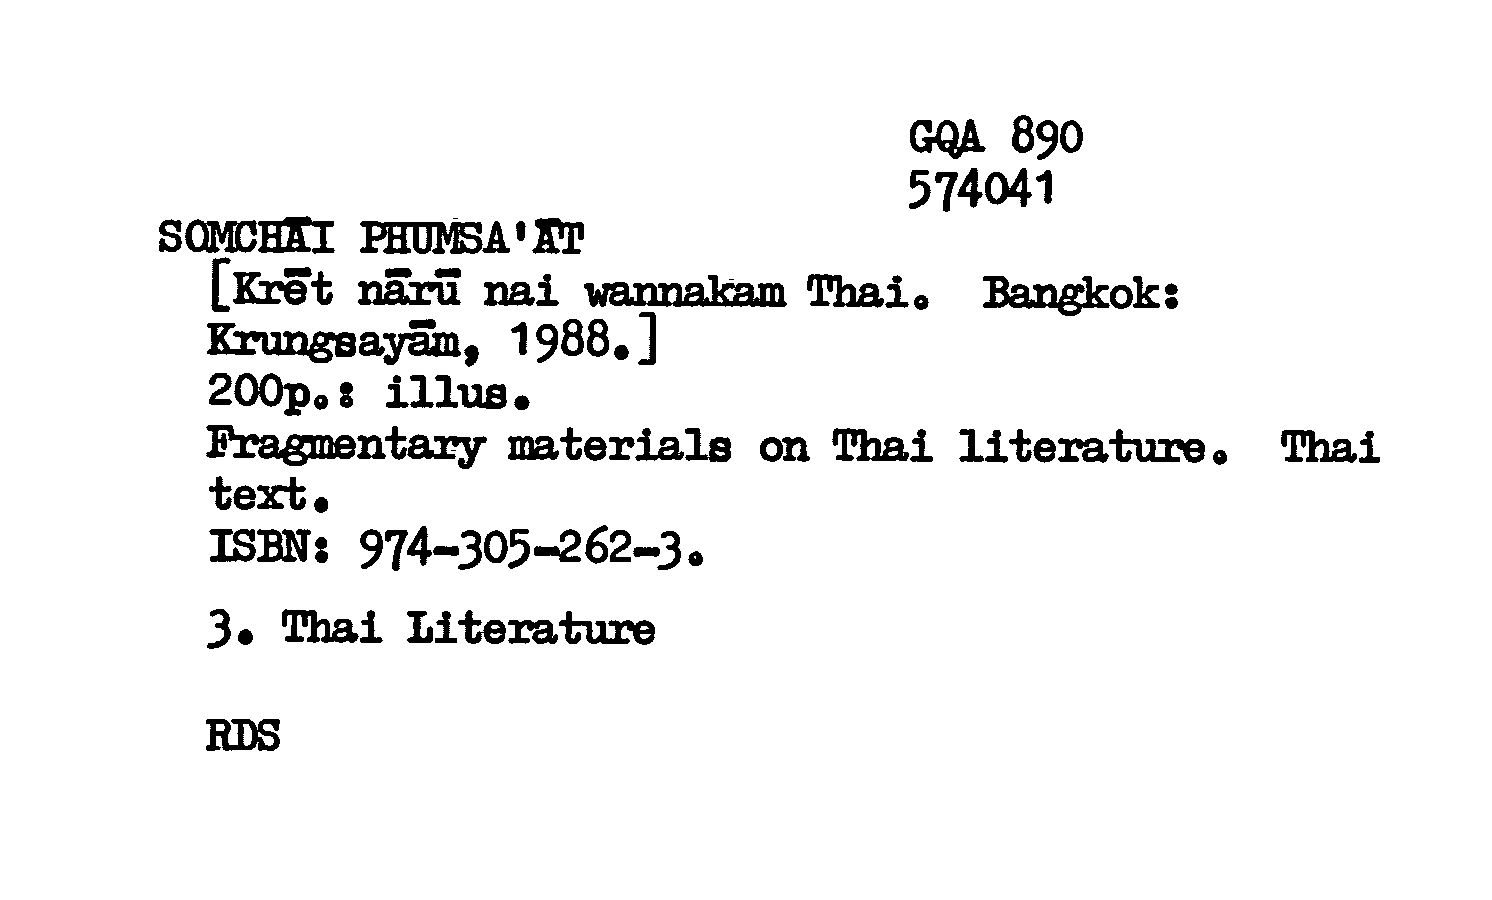 GQA 890
574041
SOMCHĀI PHUMSA'ĀT
[Krēt nārū nai wannakam Thai. Bangkok:
Krungsayām, 1988.]
200p.: illus.
Fragmentary materials on Thai literature. Thai
text.
ISBN: 974-305-262-3.
3. Thai Literature
RDS